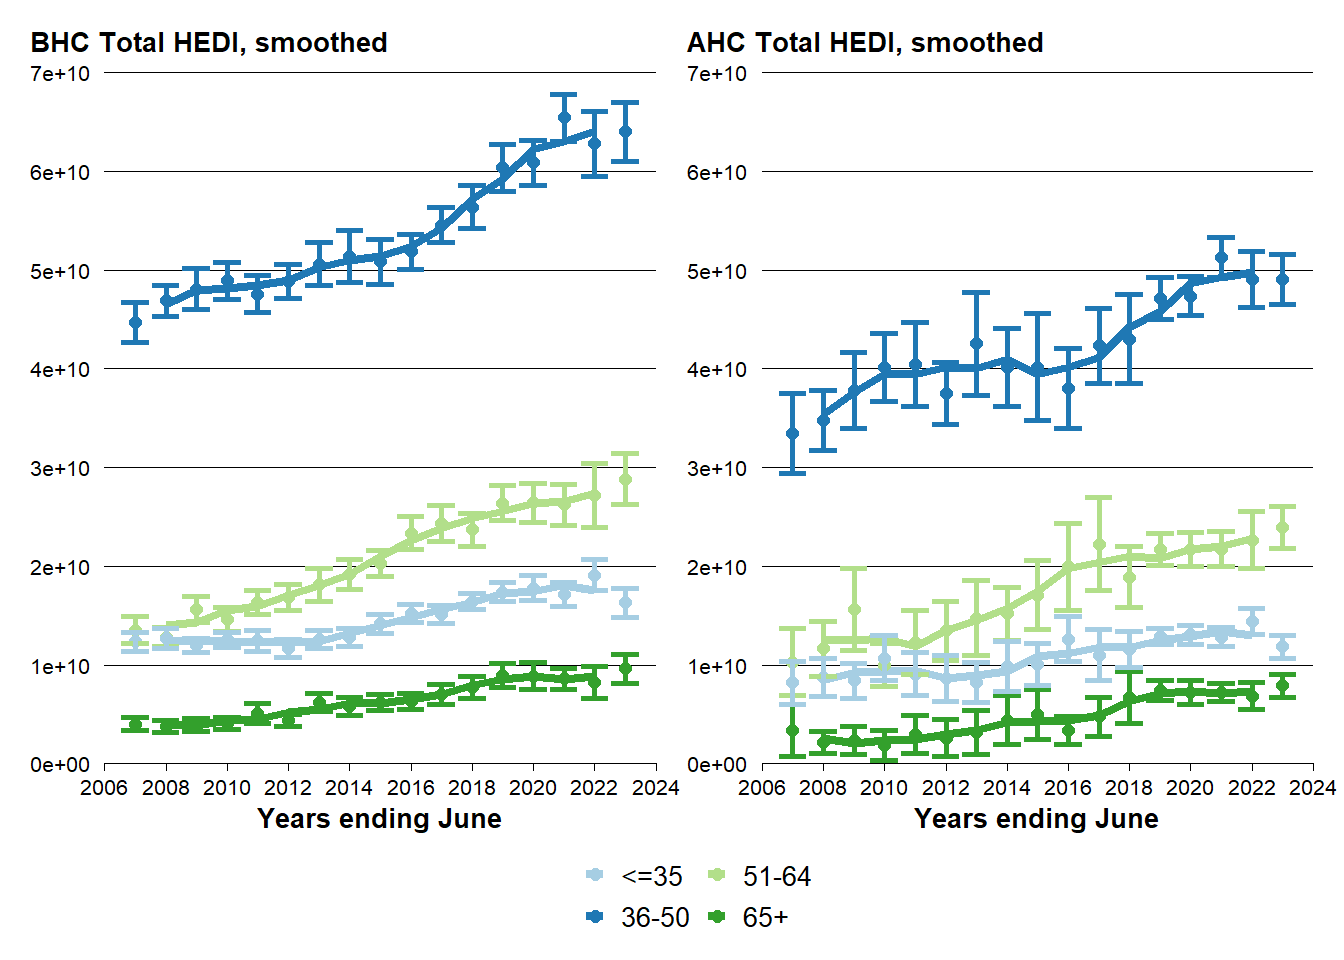 BHC Total HEDI, smoothed
7e+10
6e+10
5e+10
4e+10
3e+10
2e+10
1e+10
0e+00
2006 2008 2010 2012 2014 2016 2018 2020 2022 2024
Years ending June
AHC Total HEDI, smoothed
7e+10
6e+10
5e+10
4e+10
3e+10
2e+10
1e+10
0e+00
2006 2008 2010 2012 2014 2016 2018 2020 2022 2024
Years ending June
<=35 51-64
36-50 65+